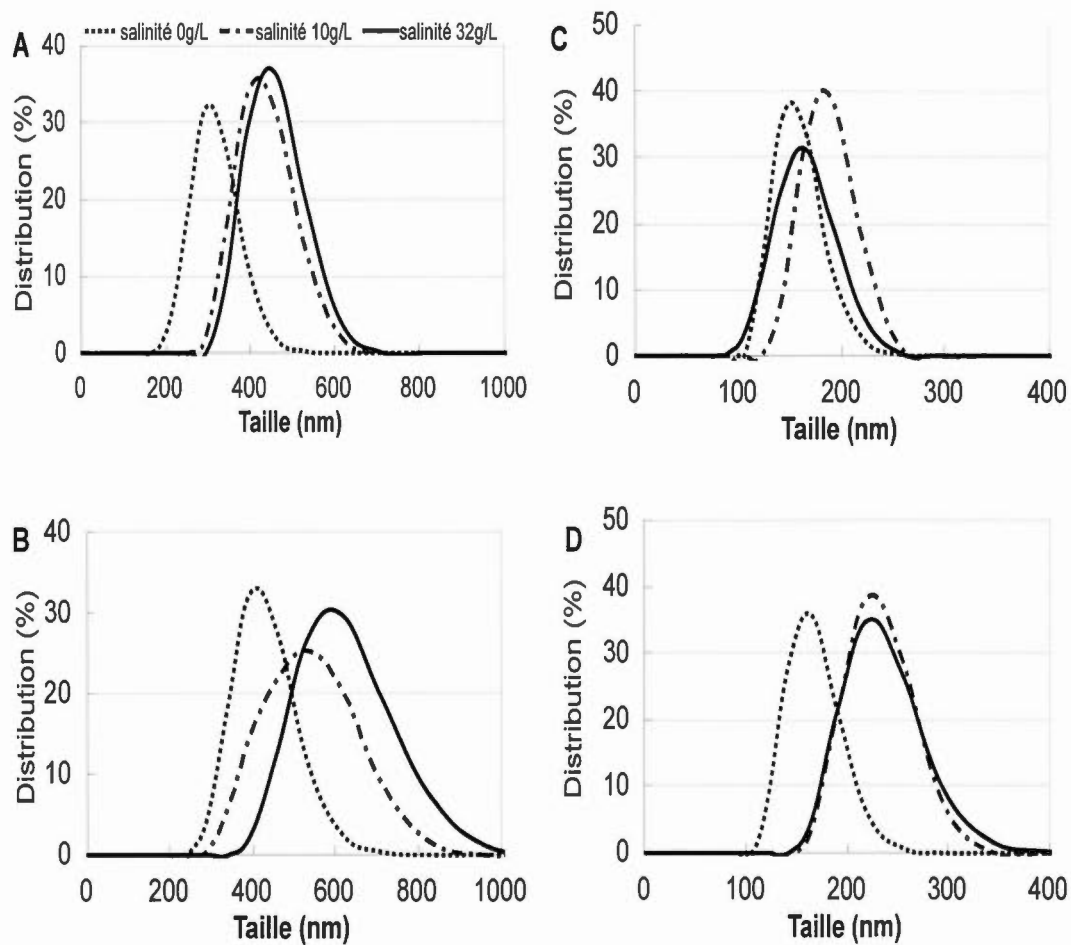 A
salinité 0g/L
salinité 10g/L
salinité 32g/L
Distribution (%)
40
30
20
10
0
0 200 400 600 800 1000
Taille (nm)
C
Distribution (%)
50
40
30
20
10
0
0 100 200 300 400
Taille (nm)
B
Distribution (%)
40
30
20
10
0
0 200 400 600 800 1000
Taille (nm)
D
Distribution (%)
50
40
30
20
10
0
0 100 200 300 400
Taille (nm)